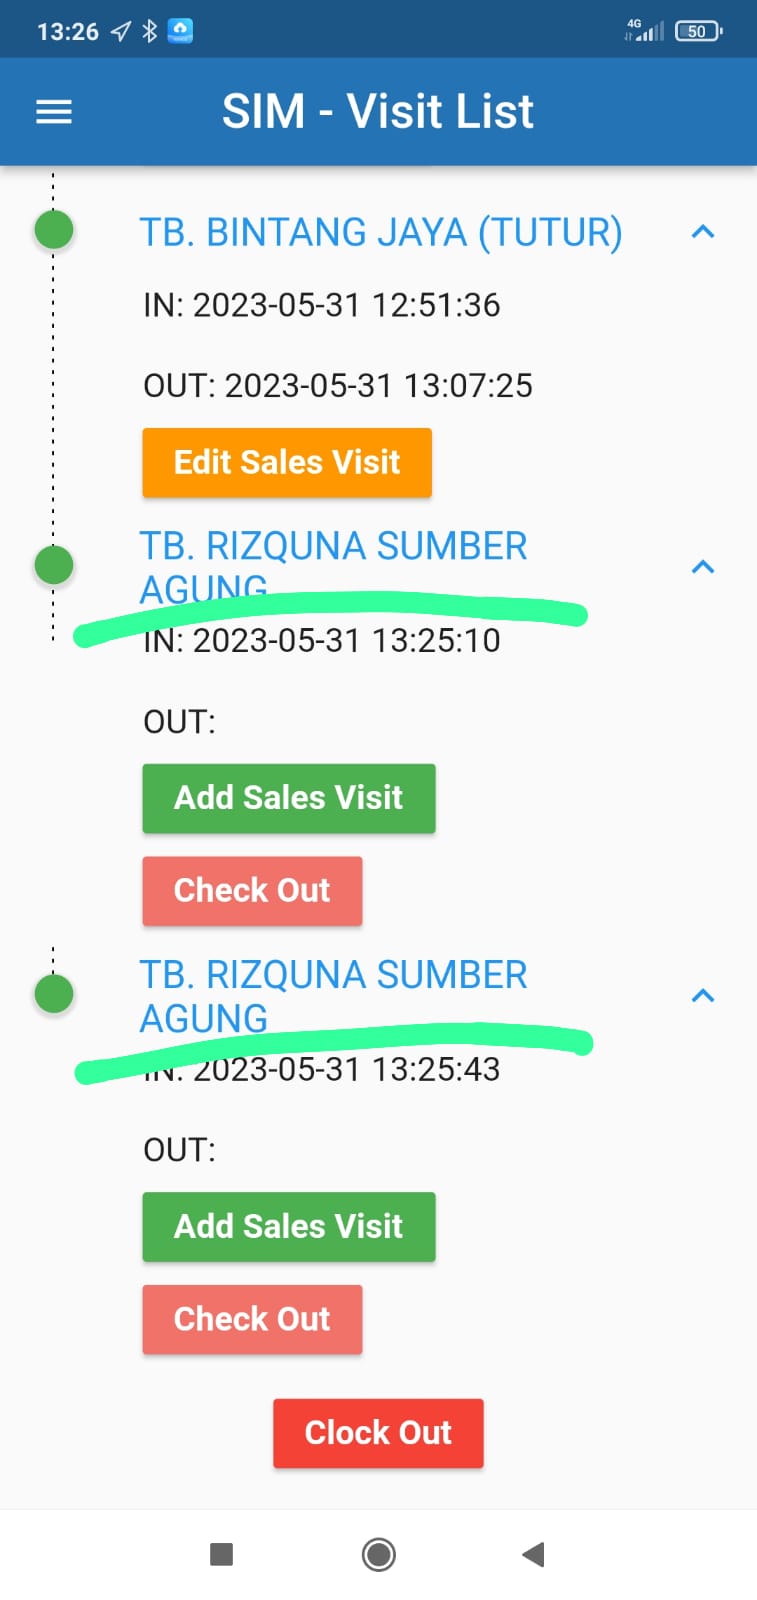 13:26
4G
50
SIM - Visit List
TB. BINTANG JAYA (TUTUR)
IN: 2023-05-31 12:51:36
OUT: 2023-05-31 13:07:25
Edit Sales Visit
TB. RIZQUNA SUMBER
AGUNG
IN: 2023-05-31 13:25:10
OUT:
Add Sales Visit
Check Out
TB. RIZQUNA SUMBER
AGUNG
IN: 2023-05-31 13:25:43
OUT:
Add Sales Visit
Check Out
Clock Out